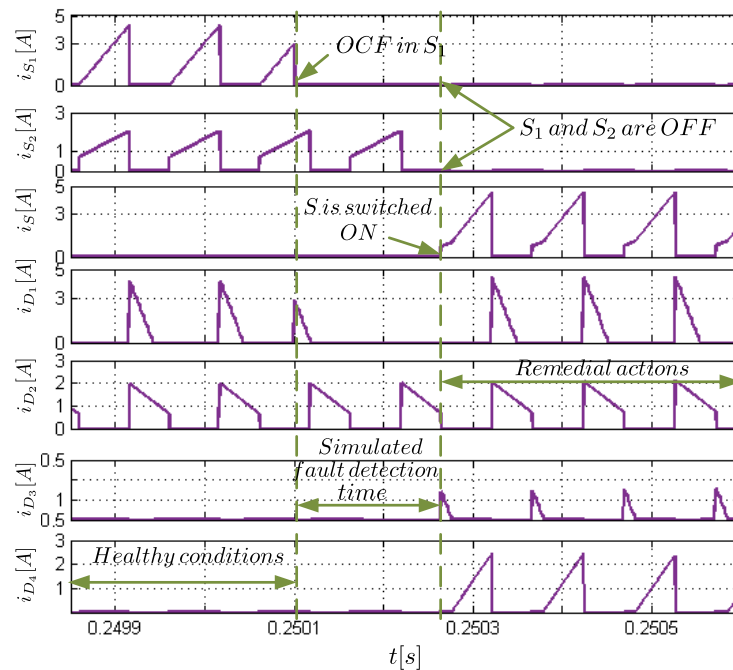 i_{S_1}[A]
5
3
0
OCF in S_1
i_{S_2}[A]
3
1
0
S_1 and S_2 are OFF
i_S[A]
5
3
0
S is switched
ON
i_{D_1}[A]
5
3
0
i_{D_2}[A]
3
2
1
0
Remedial actions
i_{D_3}[A]
0.5
1
0.5
Simulated
fault detection
time
i_{D_4}[A]
3
2
1
Healthy conditions
0.2499 0.2501 0.2503 0.2505
t[s]